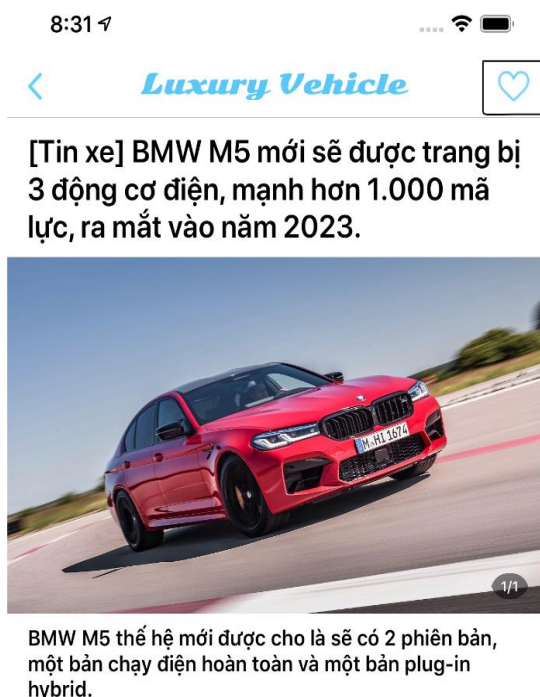 8:31
Luxury Vehicle
[Tin xe] BMW M5 mới sẽ được trang bị
3 động cơ điện, mạnh hơn 1.000 mã
lực, ra mắt vào năm 2023.
M HI 1674
1/1
BMW M5 thế hệ mới được cho là sẽ có 2 phiên bản,
một bản chạy điện hoàn toàn và một bản plug-in
hybrid.